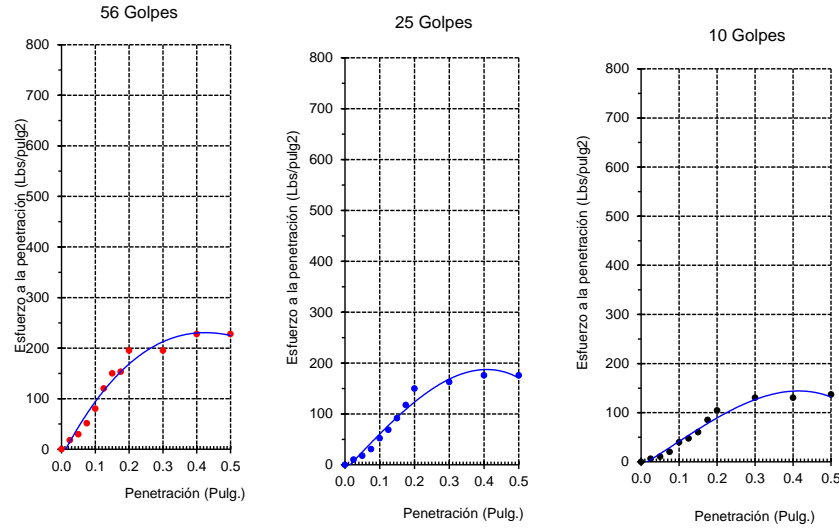 56 Golpes
800
700
600
500
400
300
200
100
0
0.0 0.1 0.2 0.3 0.4 0.5
Esfuerzo a la penetración (Lbs/pulg2)
Penetración (Pulg.)
25 Golpes
800
700
600
500
400
300
200
100
0
0.0 0.1 0.2 0.3 0.4 0.5
Esfuerzo a la penetración (Lbs/pulg2)
Penetración (Pulg.)
10 Golpes
800
700
600
500
400
300
200
100
0
0.0 0.1 0.2 0.3 0.4 0.5
Esfuerzo a la penetración (Lbs/pulg2)
Penetración (Pulg.)